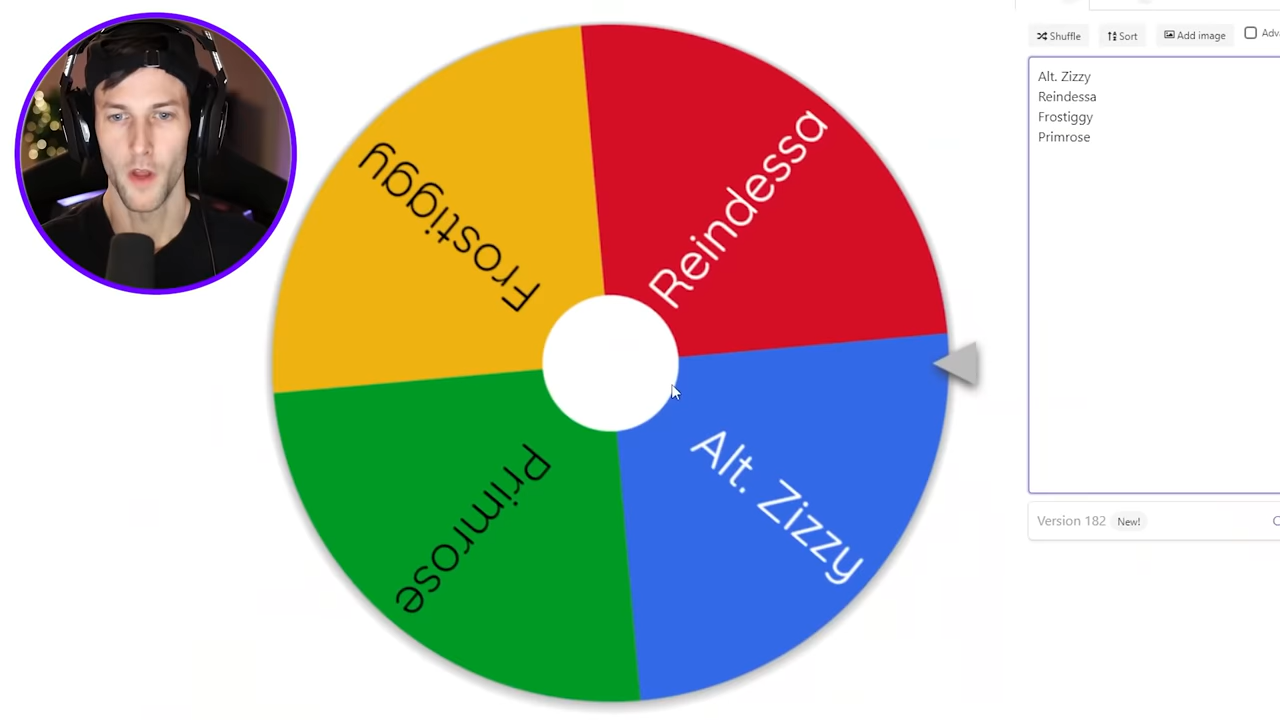 Shuffle
Sort
Add image
Alt. Zizzy
Reindessa
Frostiggy
Primrose
Frostiggy
Reindessa
Primrose
Alt. Zizzy
Version 182
New!